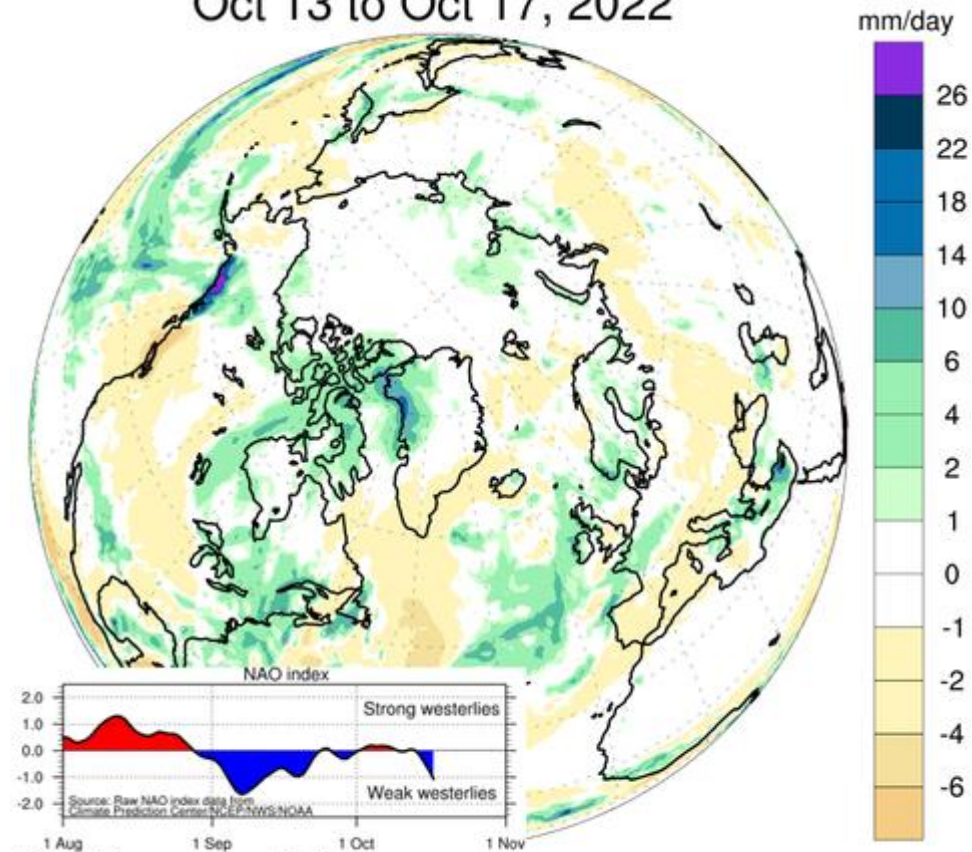 Oct 13 to Oct 17, 2022
mm/day
26
22
18
14
10
6
4
2
1
0
-1
-2
-4
-6
NAO index
2.0
1.0
0.0
-1.0
-2.0
Strong westerlies
Weak westerlies
Source: Raw NAO index data from
Climate Prediction Center/NCEP/NWS/NOAA
1 Aug
1 Sep
1 Oct
1 Nov